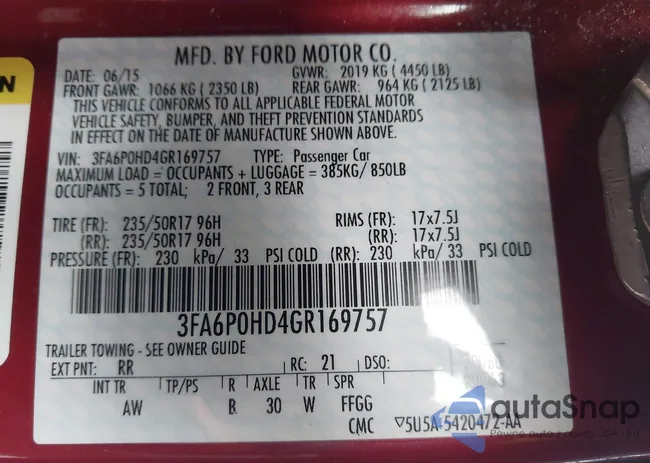 MFD. BY FORD MOTOR CO.
DATE: 06/15 GVWR: 2019 KG ( 4450 LB)
FRONT GAWR: 1066 KG ( 2350 LB) REAR GAWR: 964 KG ( 2125 LB)
THIS VEHICLE CONFORMS TO ALL APPLICABLE FEDERAL MOTOR
VEHICLE SAFETY, BUMPER, AND THEFT PREVENTION STANDARDS
IN EFFECT ON THE DATE OF MANUFACTURE SHOWN ABOVE.
VIN: 3FA6P0HD4GR169757 TYPE: Passenger Car
MAXIMUM LOAD = OCCUPANTS + LUGGAGE = 385KG/ 850LB
OCCUPANTS = 5 TOTAL; 2 FRONT, 3 REAR
TIRE (FR): 235/50R17 96H RIMS (FR): 17x7.5J
(RR): 235/50R17 96H (RR): 17x7.5J
PRESSURE (FR): 230 kPa/ 33 PSI COLD (RR): 230 kPa/ 33 PSI COLD
3FA6P0HD4GR169757
TRAILER TOWING - SEE OWNER GUIDE
EXT PNT: RR RC: 21 DSO:
INT TR TP/PS R AXLE TR SPR
AW B 30 W FFGG
CMC ▽5U5A-5420472-AA
N
autoSnap